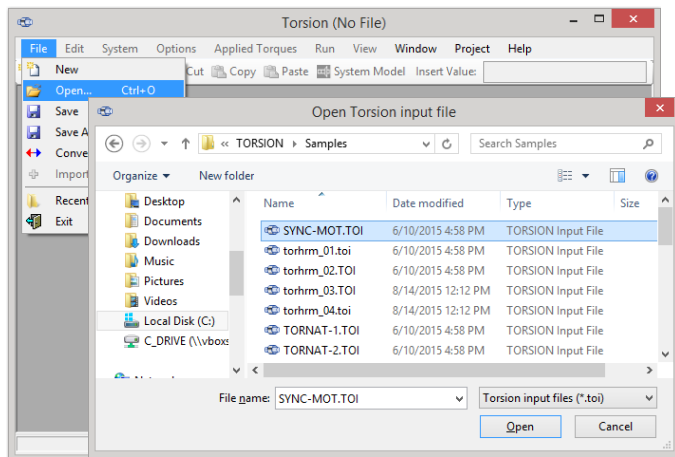 Torsion (No File)
File Edit System Options Applied Torques Run View Window Project Help
New Cut Copy Paste System Model Insert Value:
Open... Ctrl+O
Save
Save A
Conve
Import
Recent
Exit
Open Torsion input file
« TORSION Samples Search Samples
Organize New folder
Name Date modified Type Size
Desktop
Documents
Downloads
Music
Pictures
Videos
Local Disk (C:)
C_DRIVE (\\vboxs
SYNC-MOT.TOI 6/10/2015 4:58 PM TORSION Input File
torhrm_01.toi 6/10/2015 4:58 PM TORSION Input File
torhrm_02.TOI 6/10/2015 4:58 PM TORSION Input File
torhrm_03.TOI 8/14/2015 12:12 PM TORSION Input File
torhrm_04.toi 8/14/2015 12:12 PM TORSION Input File
TORNAT-1.TOI 6/10/2015 4:58 PM TORSION Input File
TORNAT-2.TOI 6/10/2015 4:58 PM TORSION Input File
File name: SYNC-MOT.TOI Torsion input files (*.toi)
Open Cancel